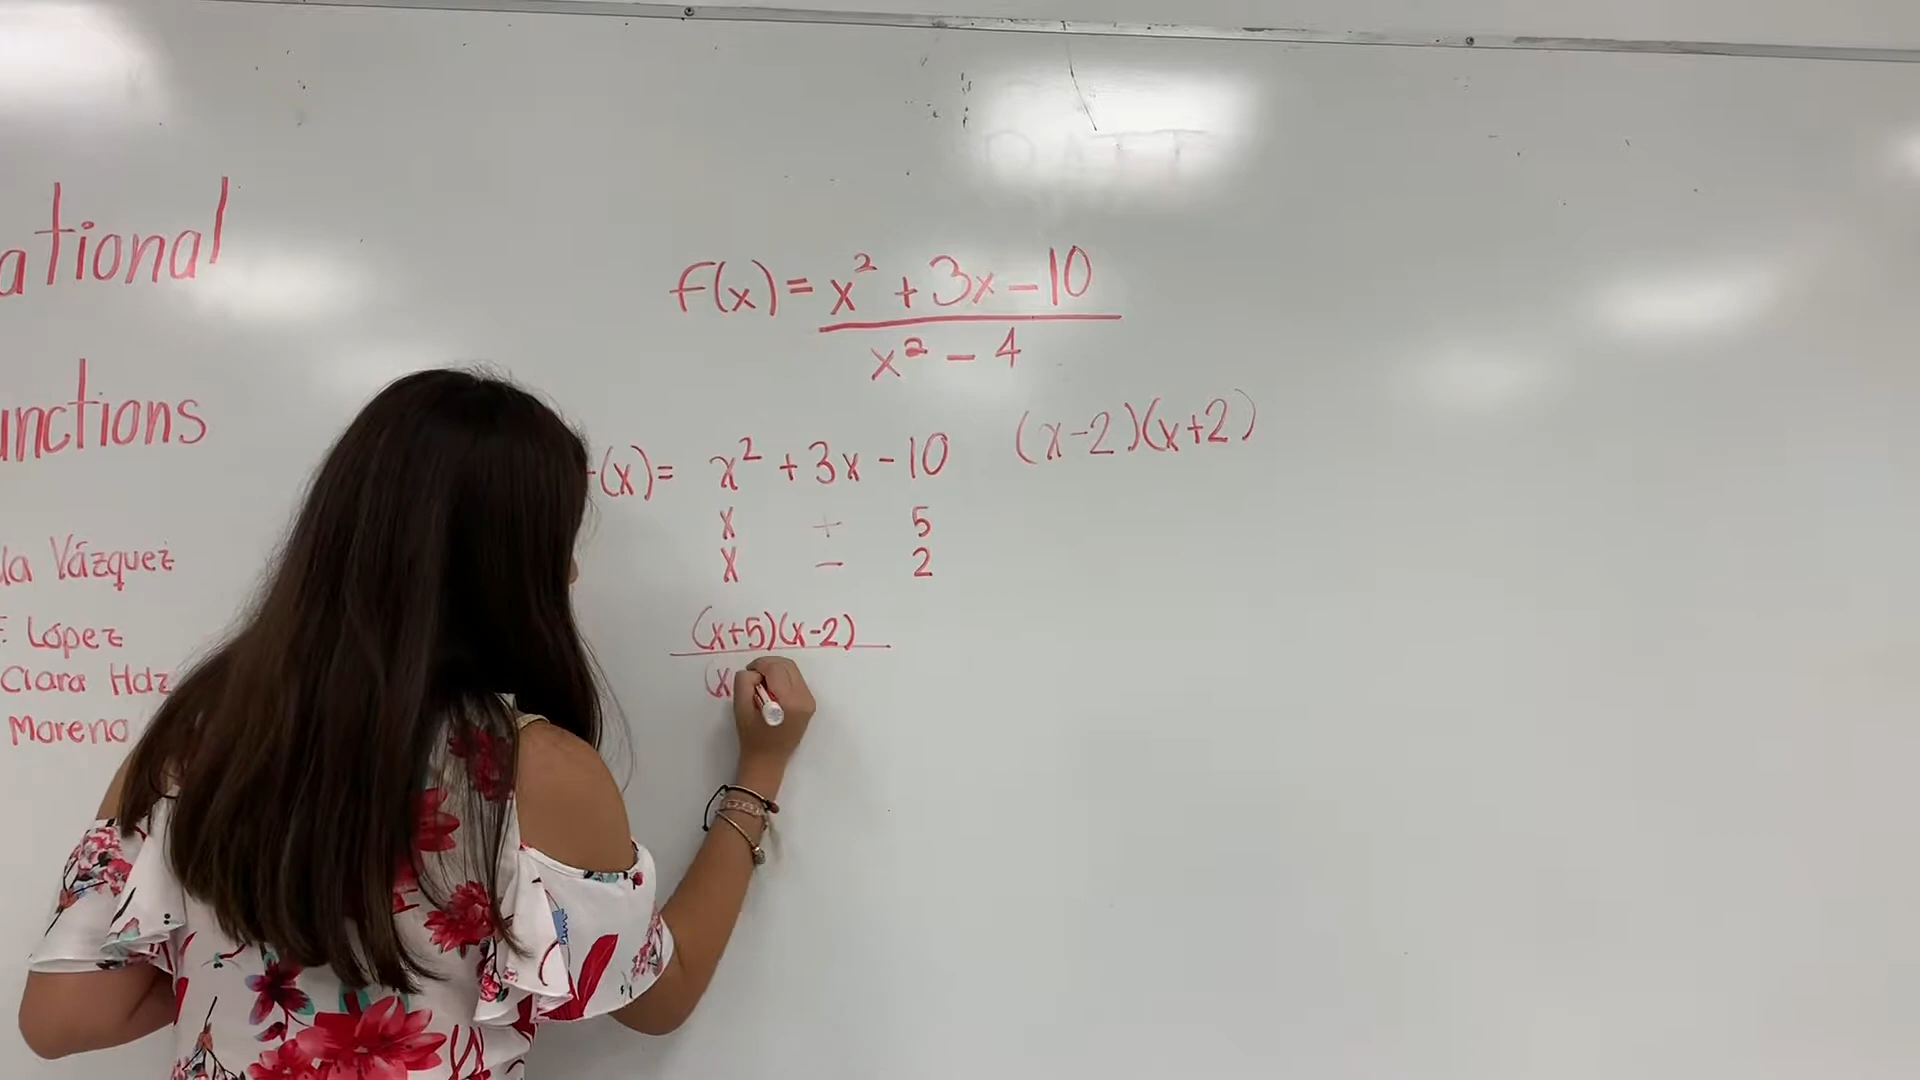 ational
unctions
la Vázquez
López
Clara Hdz
Moreno
f(x) = x² + 3x - 10
x² - 4
(x-2)(x+2)
(x) = x² + 3x - 10
x + 5
x - 2
(x+5)(x-2)
(x